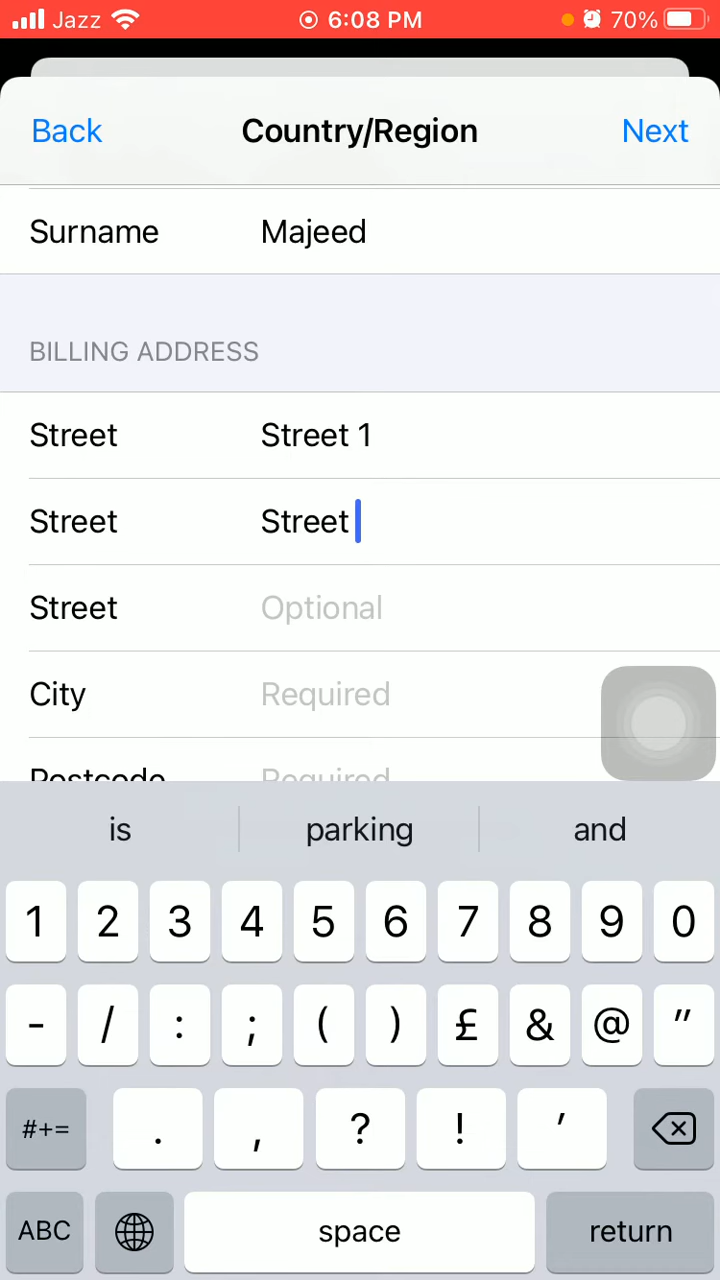 Jazz 6:08 PM 70%
Back Country/Region Next
Surname Majeed
BILLING ADDRESS
Street Street 1
Street Street
Street Optional
City Required
Postcode Required
is parking and
1 2 3 4 5 6 7 8 9 0
- / : ; ( ) £ & @ "
#+= . , ? ! '
ABC space return